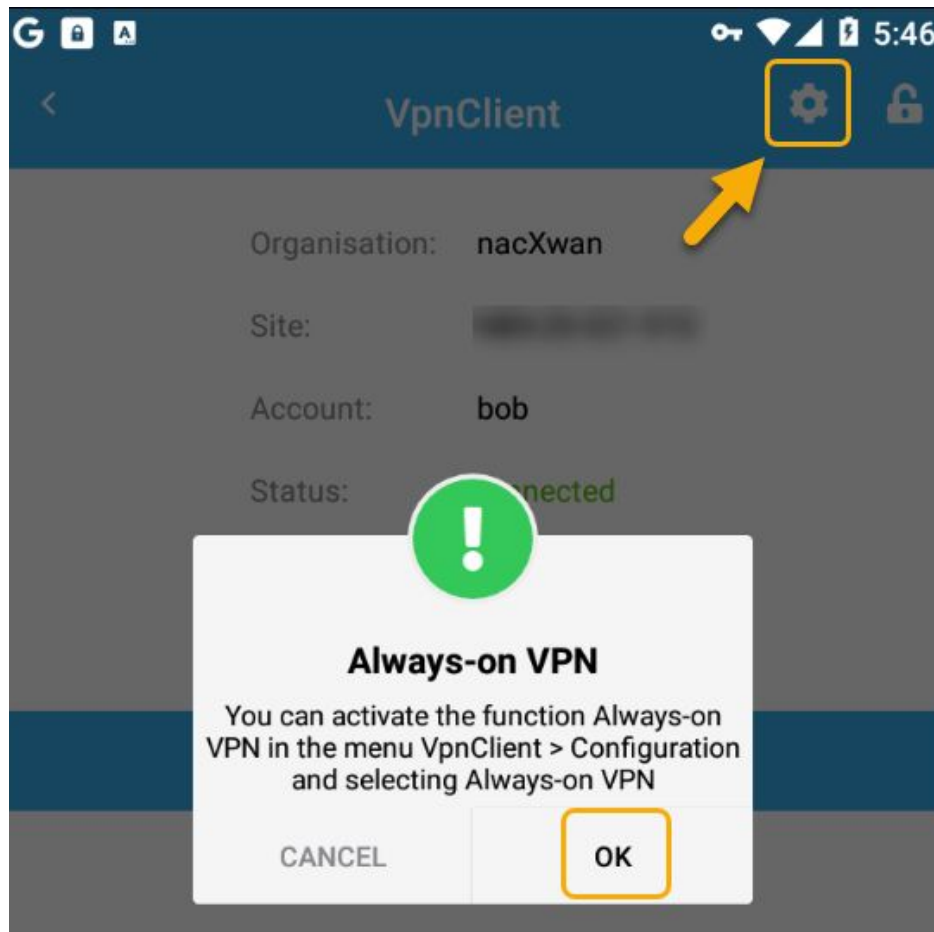 G 5:46
VpnClient
Organisation: nacXwan
Site:
Account: bob
Status: nected
Always-on VPN
You can activate the function Always-on
VPN in the menu VpnClient > Configuration
and selecting Always-on VPN
CANCEL OK